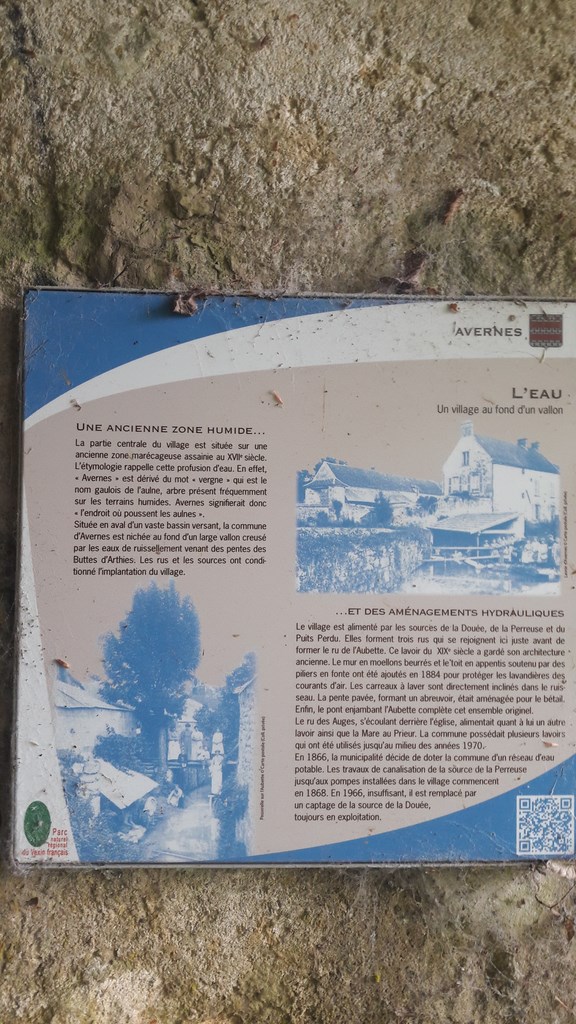 AVERNES
L'EAU
Un village au fond d'un vallon
UNE ANCIENNE ZONE HUMIDE...
La partie centrale du village est située sur une
ancienne zone marécageuse assainie au XVIIe siècle.
L'étymologie rappelle cette profusion d'eau. En effet,
« Avernes » est dérivé du mot « vergne » qui est le
nom gaulois de l'aulne, arbre présent fréquemment
sur les terrains humides. Avernes signifierait donc
« l'endroit où poussent les aulnes ».
Située en aval d'un vaste bassin versant, la commune
d'Avernes est nichée au fond d'un large vallon creusé
par les eaux de ruissellement venant des pentes des
Buttes d'Arthies. Les rus et les sources ont condi-
tionné l'implantation du village.
...ET DES AMÉNAGEMENTS HYDRAULIQUES
Le village est alimenté par les sources de la Douée, de la Perreuse et du
Puits Perdu. Elles forment trois rus qui se rejoignent ici juste avant de
former le ru de l'Aubette. Ce lavoir du XIXe siècle a gardé son architecture
ancienne. Le mur en moellons beurrés et le toit en appentis soutenu par des
piliers en fonte ont été ajoutés en 1884 pour protéger les lavandières des
courants d'air. Les carreaux à laver sont directement inclinés dans le ruis-
seau. La pente pavée, formant un abreuvoir, était aménagée pour le bétail.
Enfin, le pont enjambant l'Aubette complète cet ensemble originel.
Le ru des Auges, s'écoulant derrière l'église, alimentait quant à lui un autre
lavoir ainsi que la Mare au Prieur. La commune possédait plusieurs lavoirs
qui ont été utilisés jusqu'au milieu des années 1970.
En 1866, la municipalité décide de doter la commune d'un réseau d'eau
potable. Les travaux de canalisation de la source de la Perreuse
jusqu'aux pompes installées dans le village commencent
en 1868. En 1966, insuffisant, il est remplacé par
un captage de la source de la Douée,
toujours en exploitation.
Parc
naturel
régional
du Vexin français